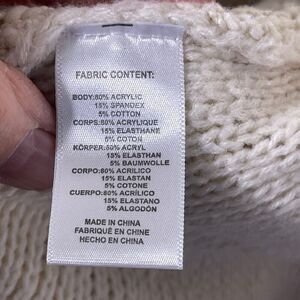 FABRIC CONTENT:
BODY:80% ACRYLIC
15% SPANDEX
5% COTTON
CORPS:80% ACRYLIQUE
15% ELASTHANE
5% COTON
KÖRPER:80% ACRYL
15% ELASTHAN
5% BAUMWOLLE
CORPO:80% ACRILICO
15% ELASTAN
5% COTONE
CUERPO:80% ACRÍLICO
15% ELASTANO
5% ALGODÓN
MADE IN CHINA
FABRIQUÉ EN CHINE
HECHO EN CHINA